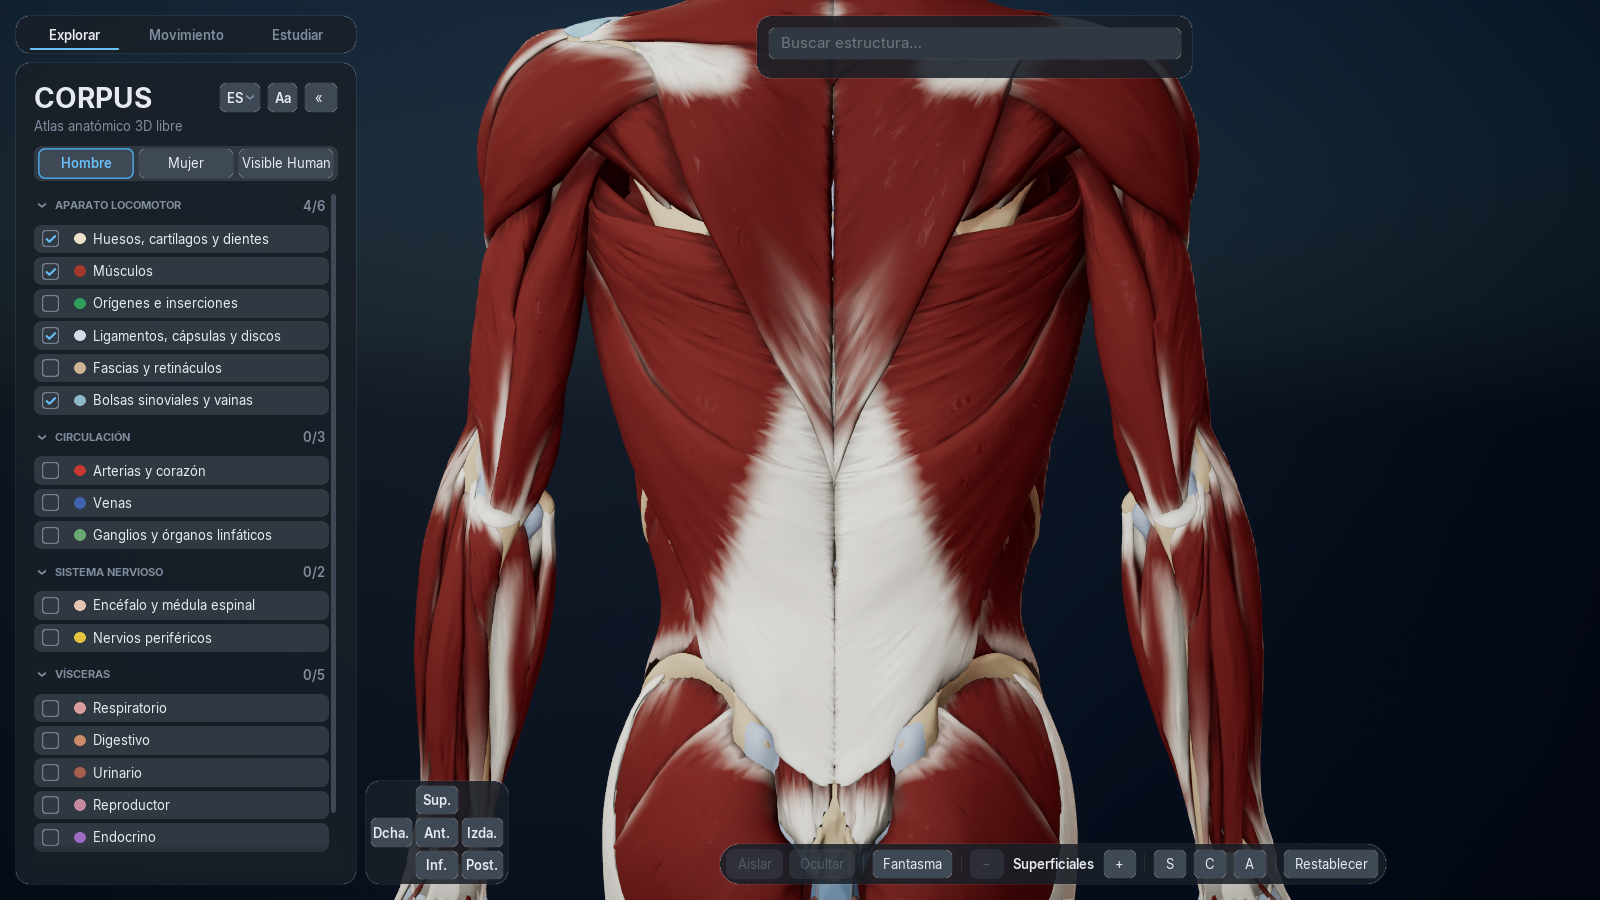 Explorar Movimiento Estudiar
Buscar estructura...
CORPUS ES Aa «
Atlas anatómico 3D libre
Hombre Mujer Visible Human
APARATO LOCOMOTOR 4/6
Huesos, cartílagos y dientes
Músculos
Orígenes e inserciones
Ligamentos, cápsulas y discos
Fascias y retináculos
Bolsas sinoviales y vainas
CIRCULACIÓN 0/3
Arterias y corazón
Venas
Ganglios y órganos linfáticos
SISTEMA NERVIOSO 0/2
Encéfalo y médula espinal
Nervios periféricos
VÍSCERAS 0/5
Respiratorio
Digestivo
Urinario
Reproductor
Endocrino
Sup.
Dcha. Ant. Izda.
Inf. Post.
Aislar Ocultar Fantasma − Superficiales + S C A Restablecer